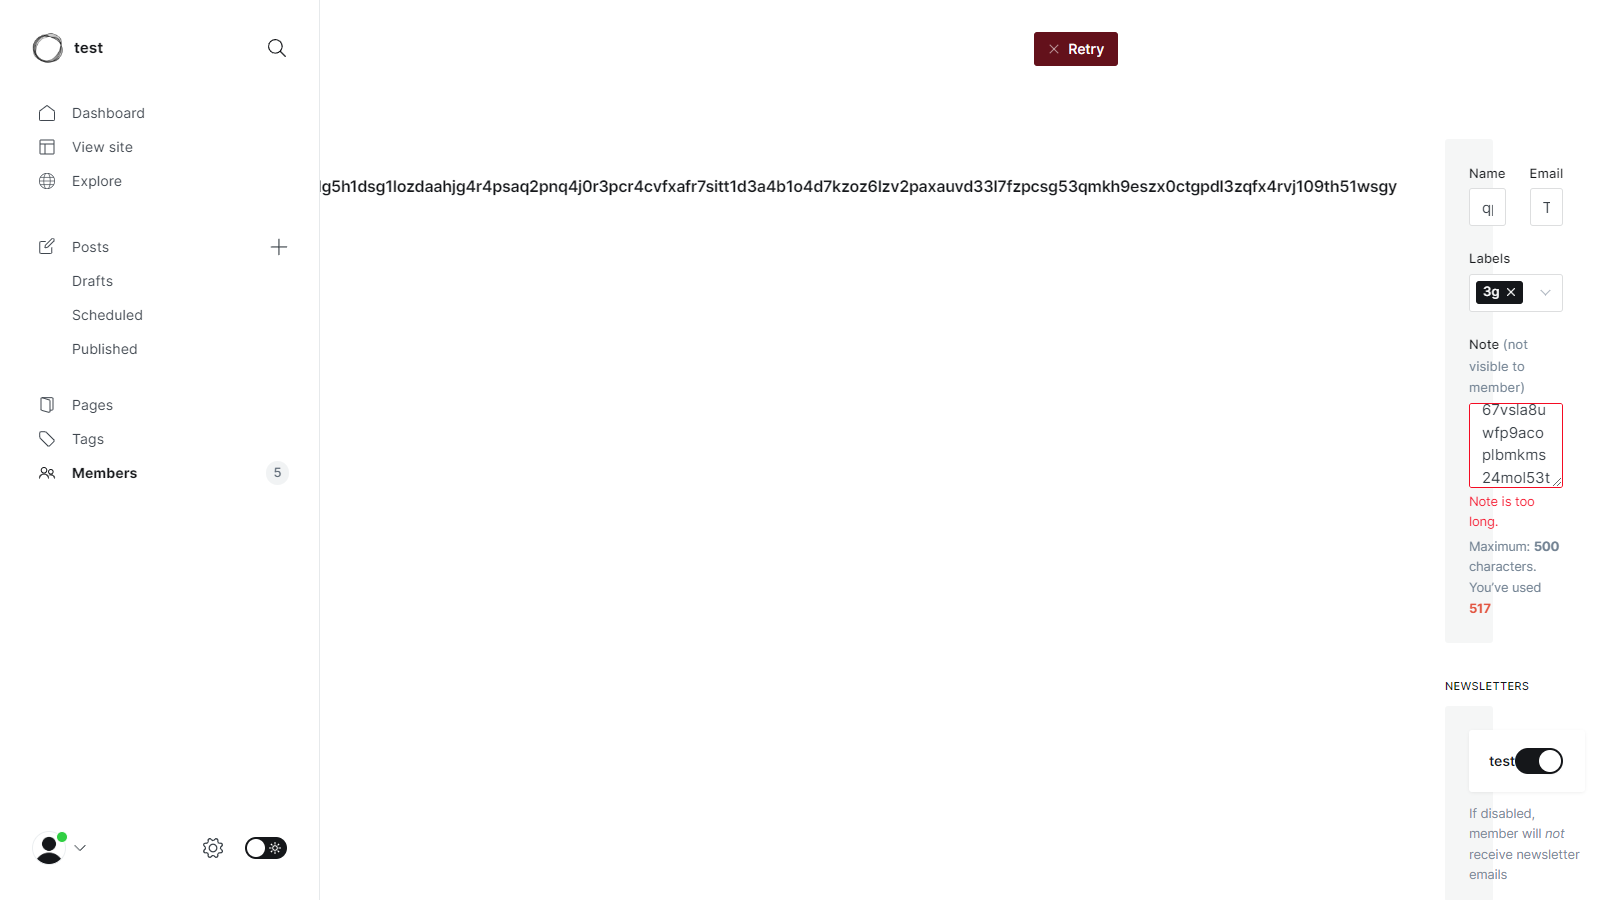 test
Dashboard
View site
Explore
Posts
Drafts
Scheduled
Published
Pages
Tags
Members 5
Retry
lg5h1dsg1lozdaahjg4r4psaq2pnq4j0r3pcr4cvfxafr7sitt1d3a4b1o4d7kzoz6lzv2paxauvd33l7fzpcsg53qmkh9eszx0ctgpdl3zqfx4rvj109th51wsgy
Name Email
T
Labels
3g
Note (not
visible to
member)
67vsla8u
wfp9aco
plbmkms
24mol53t
Note is too
long.
Maximum: 500
characters.
You've used
517
NEWSLETTERS
test
If disabled,
member will not
receive newsletter
emails